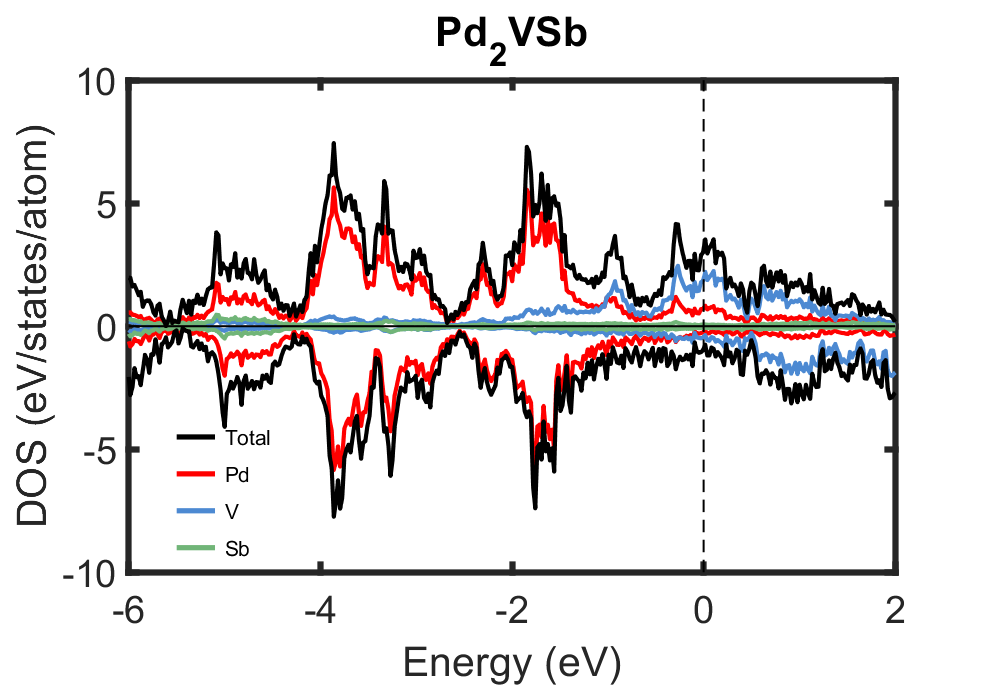 Pd₂VSb
DOS (eV/states/atom)
10
5
0
-5
-10
Total
Pd
V
Sb
-6 -4 -2 0 2
Energy (eV)